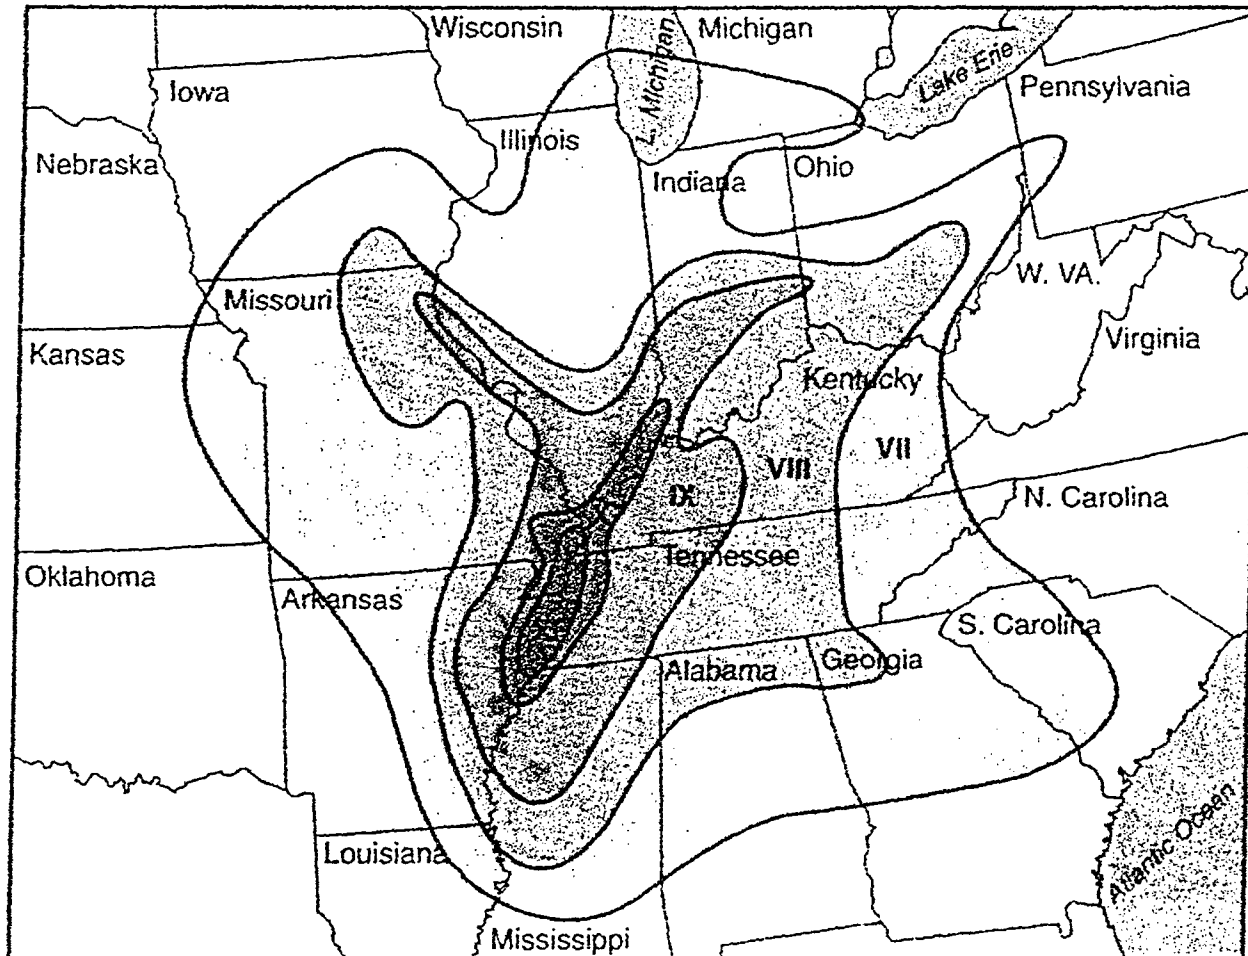 Wisconsin
Michigan
L. Michigan
Lake Erie
Pennsylvania
Iowa
Illinois
Nebraska
Indiana
Ohio
W. VA.
Missouri
Virginia
Kansas
Kentucky
VII
VIII
IX
N. Carolina
Tennessee
Oklahoma
Arkansas
S. Carolina
Alabama
Georgia
Atlantic Ocean
Louisiana
Mississippi